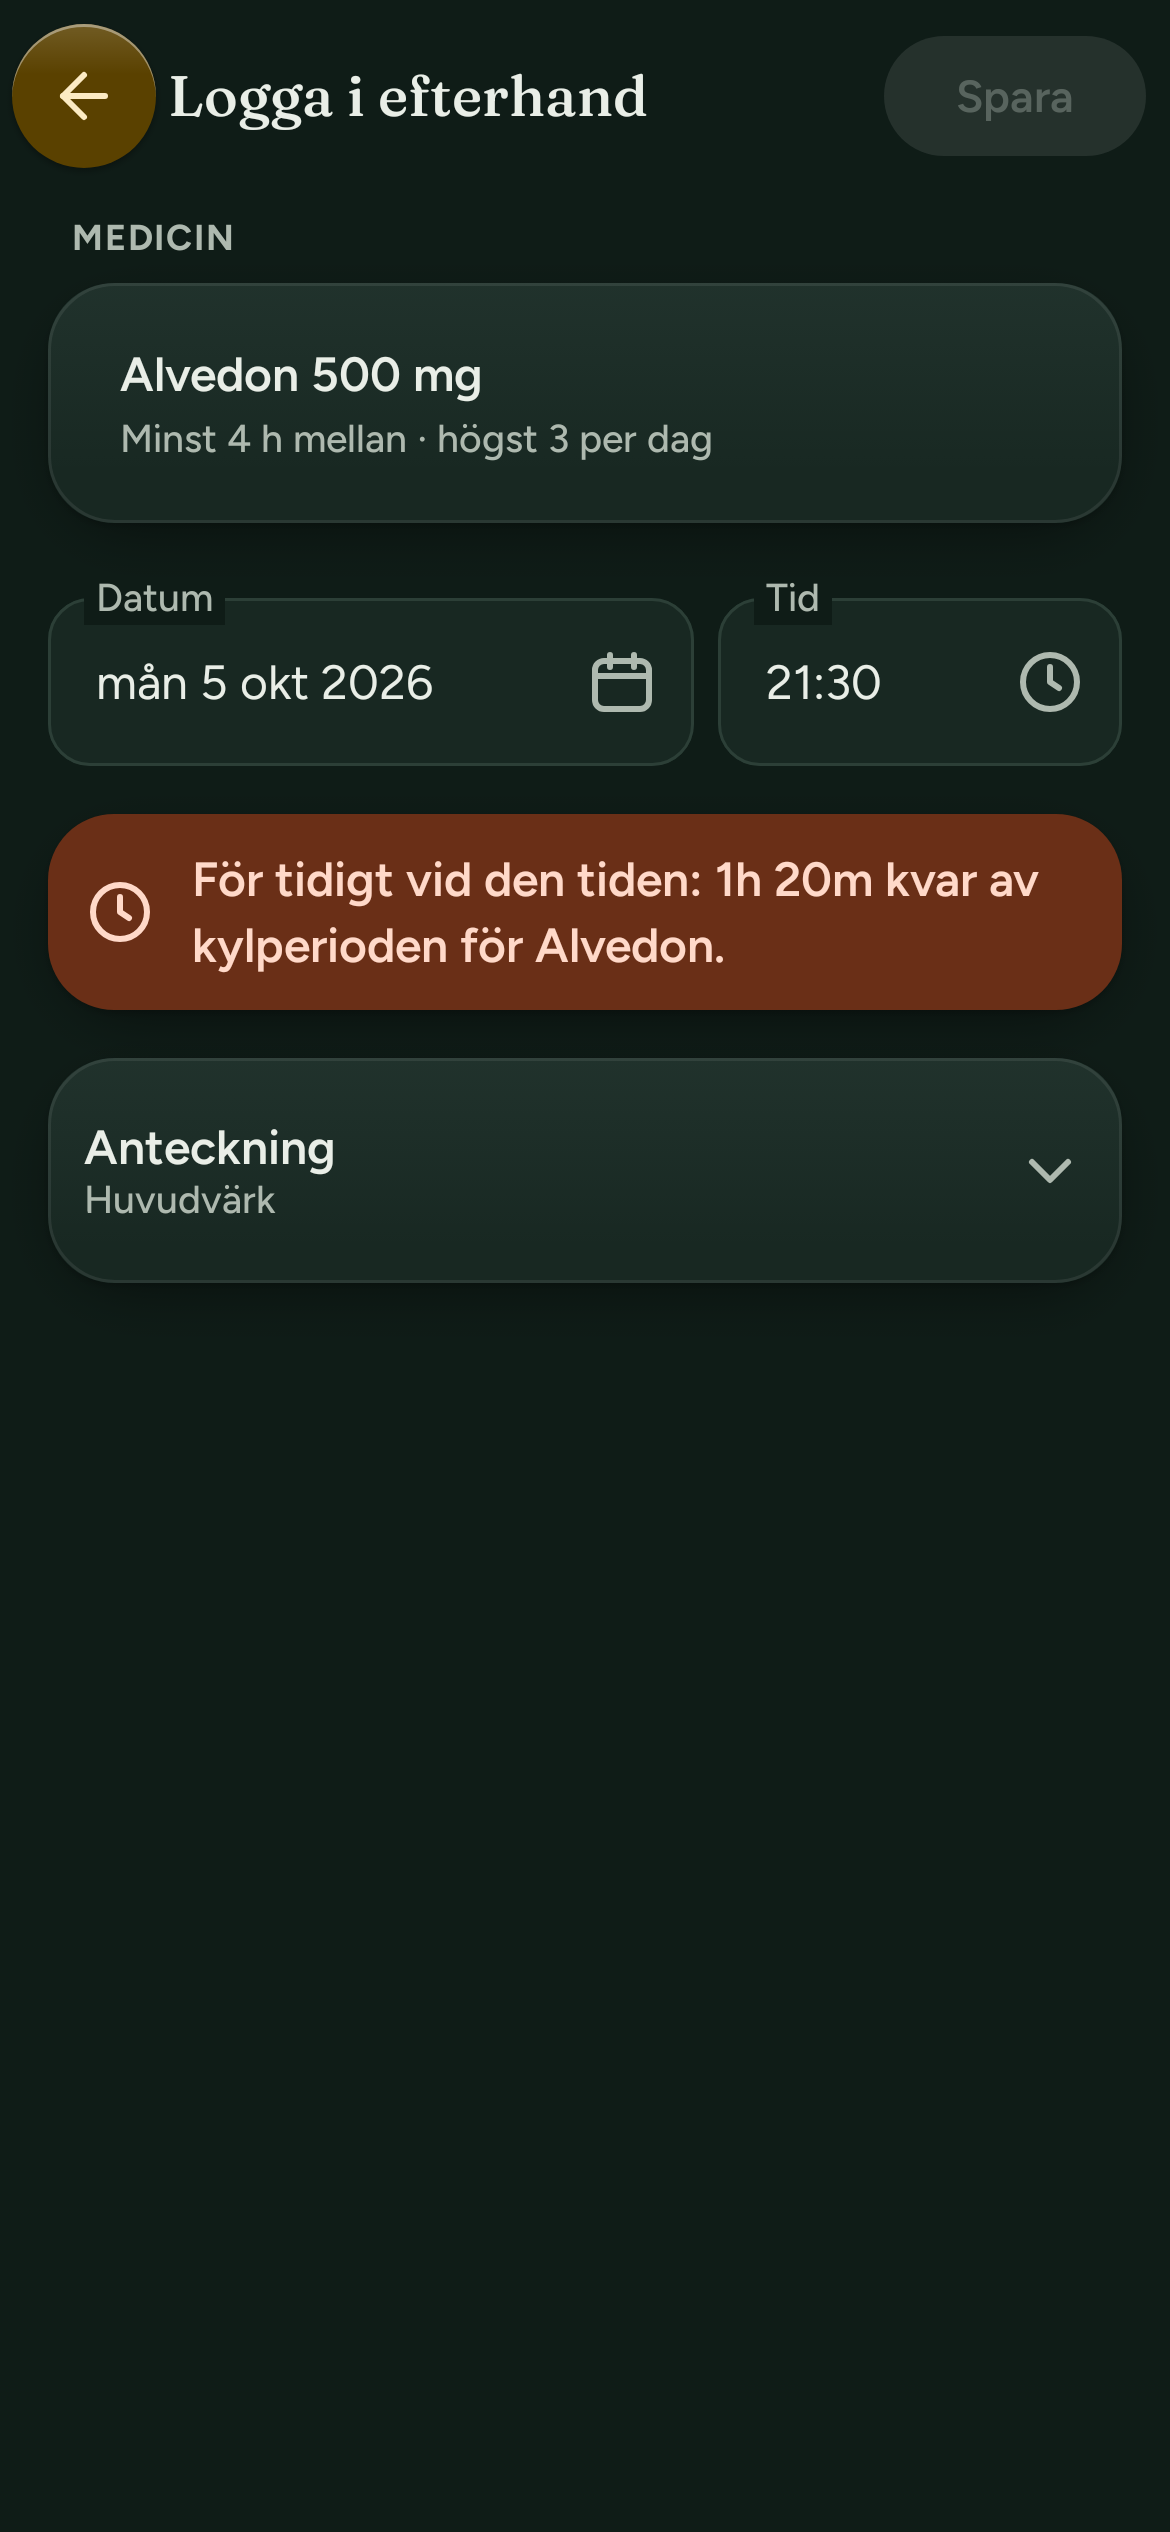 Logga i efterhand
Spara
MEDICIN
Alvedon 500 mg
Minst 4 h mellan · högst 3 per dag
Datum
Tid
mån 5 okt 2026
21:30
För tidigt vid den tiden: 1h 20m kvar av
kylperioden för Alvedon.
Anteckning
Huvudvärk